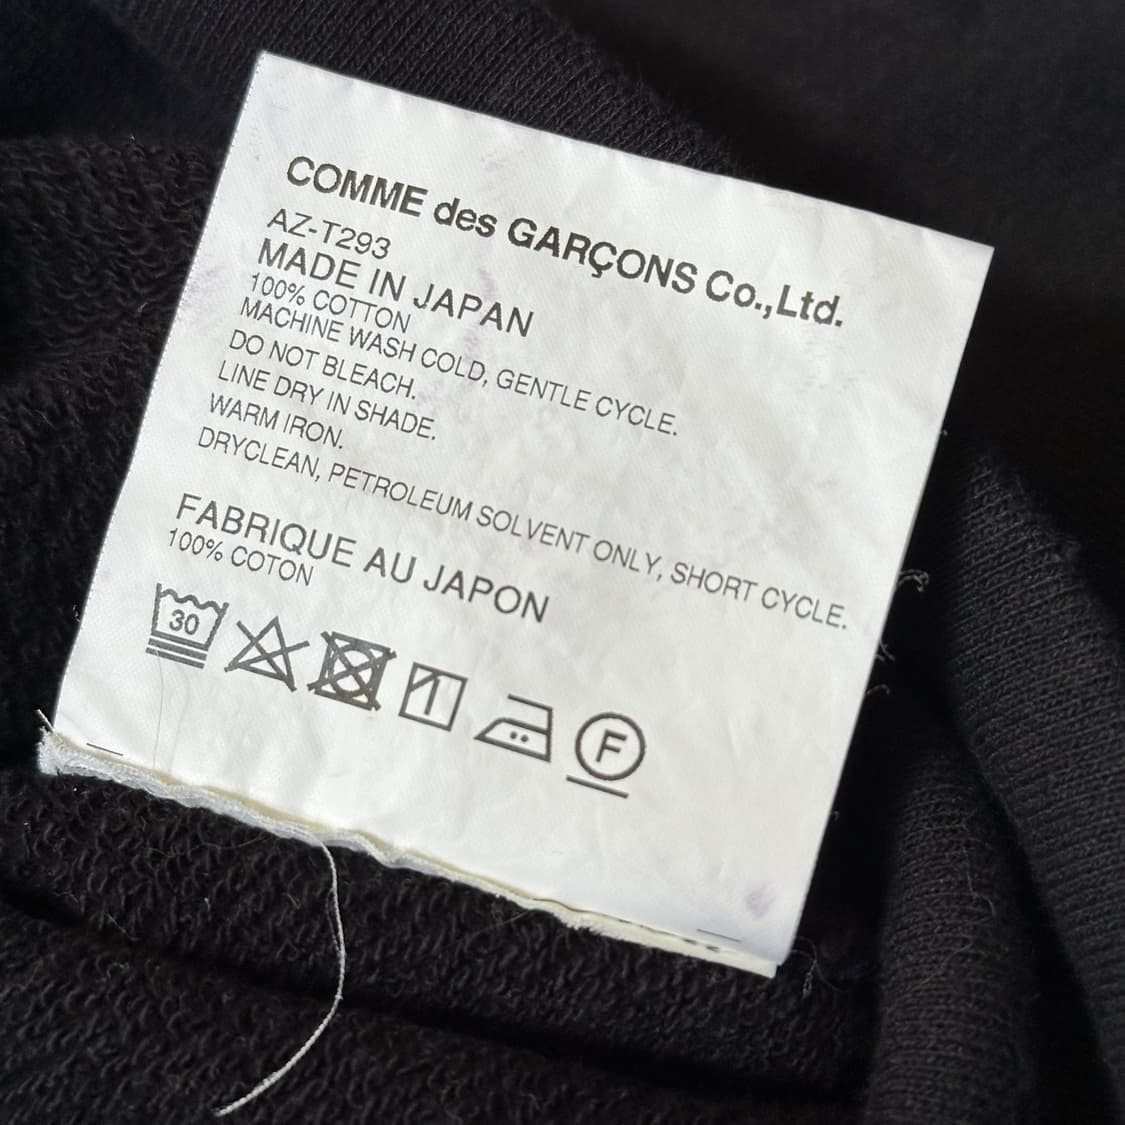 COMME des GARÇONS Co.,Ltd.
AZ-T293
MADE IN JAPAN
100% COTTON
MACHINE WASH COLD, GENTLE CYCLE.
DO NOT BLEACH.
LINE DRY IN SHADE.
WARM IRON.
DRYCLEAN, PETROLEUM SOLVENT ONLY, SHORT CYCLE.
FABRIQUE AU JAPON
100% COTON
30
F